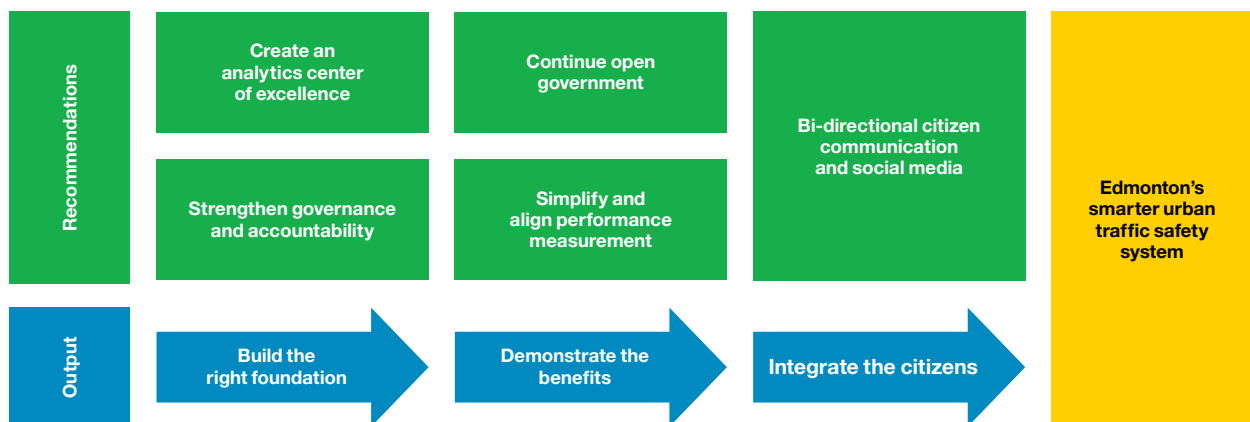 Recommendations
Create an
analytics center
of excellence
Continue open
government
Strengthen governance
and accountability
Simplify and
align performance
measurement
Bi-directional citizen
communication
and social media
Edmonton's
smarter urban
traffic safety
system
Output
Build the
right foundation
Demonstrate the
benefits
Integrate the citizens